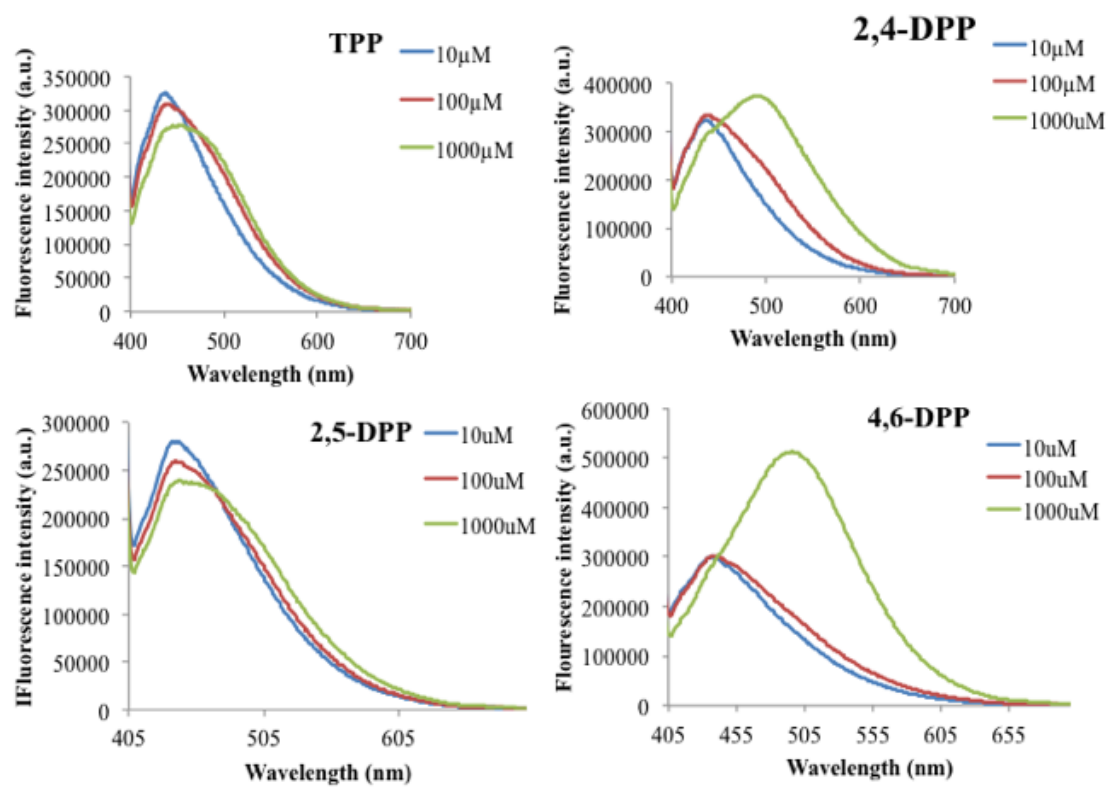 TPP
10µM
100µM
1000µM
Fluorescence intensity (a.u.)
350000
300000
250000
200000
150000
100000
50000
0
400 500 600 700
Wavelength (nm)
2,4-DPP
10µM
100µM
1000uM
Fluorescence intensity (a.u.)
400000
300000
200000
100000
0
400 500 600 700
Wavelength (nm)
2,5-DPP
10uM
100uM
1000uM
IFluorescence intensity (a.u.)
300000
250000
200000
150000
100000
50000
0
405 505 605
Wavelength (nm)
4,6-DPP
10uM
100uM
1000uM
Flourescence intensity (a.u.)
600000
500000
400000
300000
200000
100000
0
405 455 505 555 605 655
Wavelength (nm)